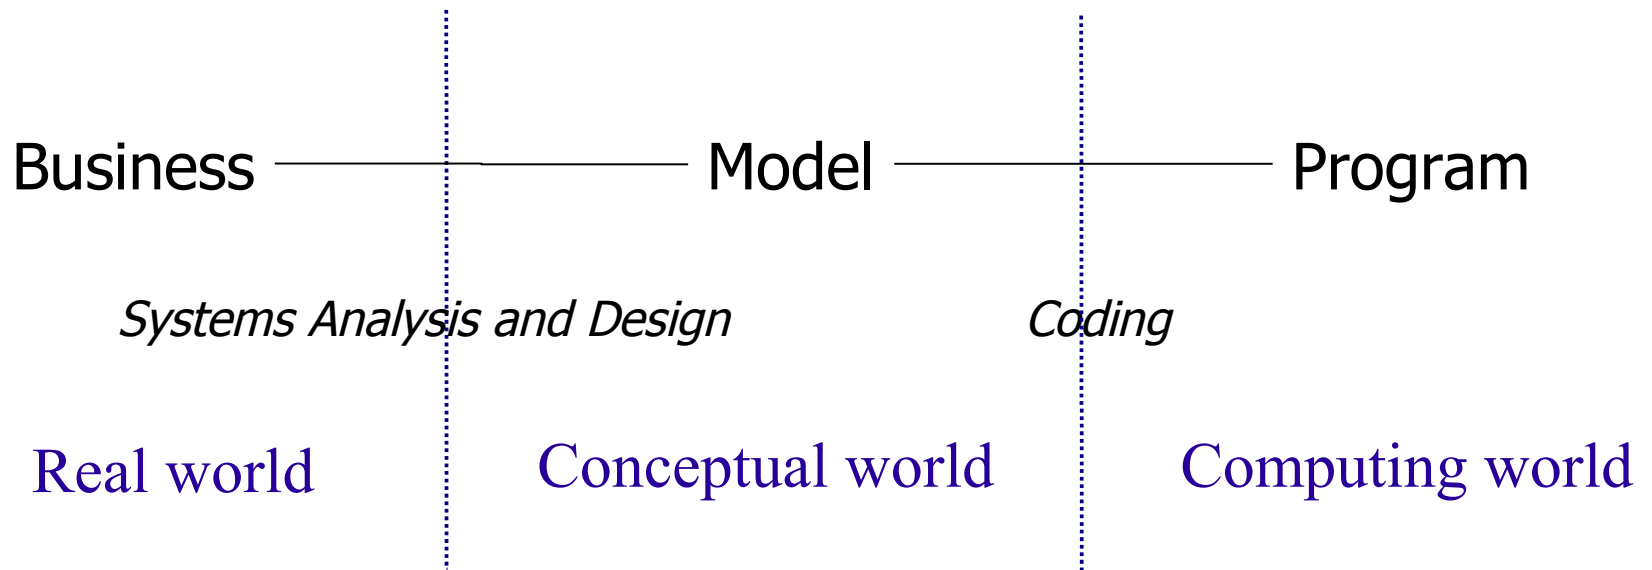 Business Model Program
Systems Analysis and Design Coding
Real world Conceptual world Computing world